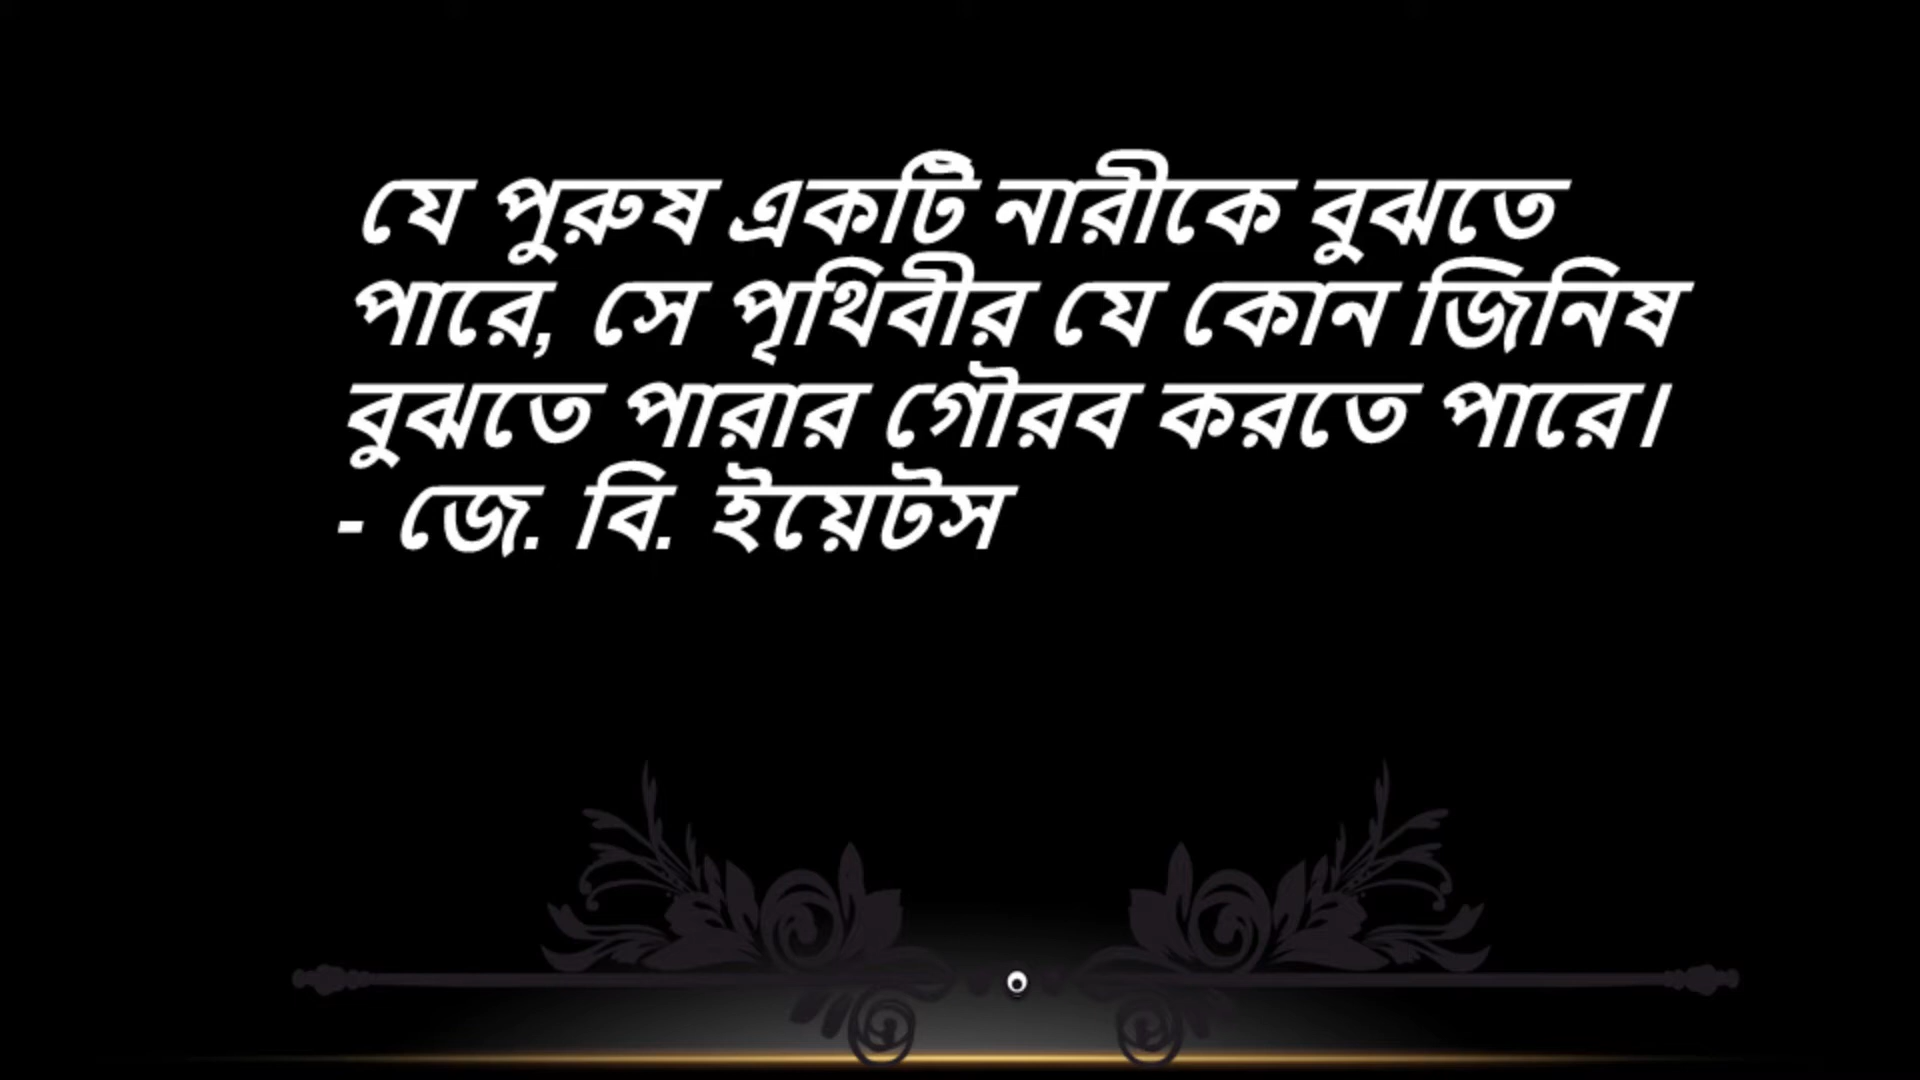 যে পুরুষ একটি নারীকে বুঝতে
পারে, সে পৃথিবীর যে কোন জিনিষ
বুঝতে পারার গৌরব করতে পারে।
- জে. বি. ইয়েটস